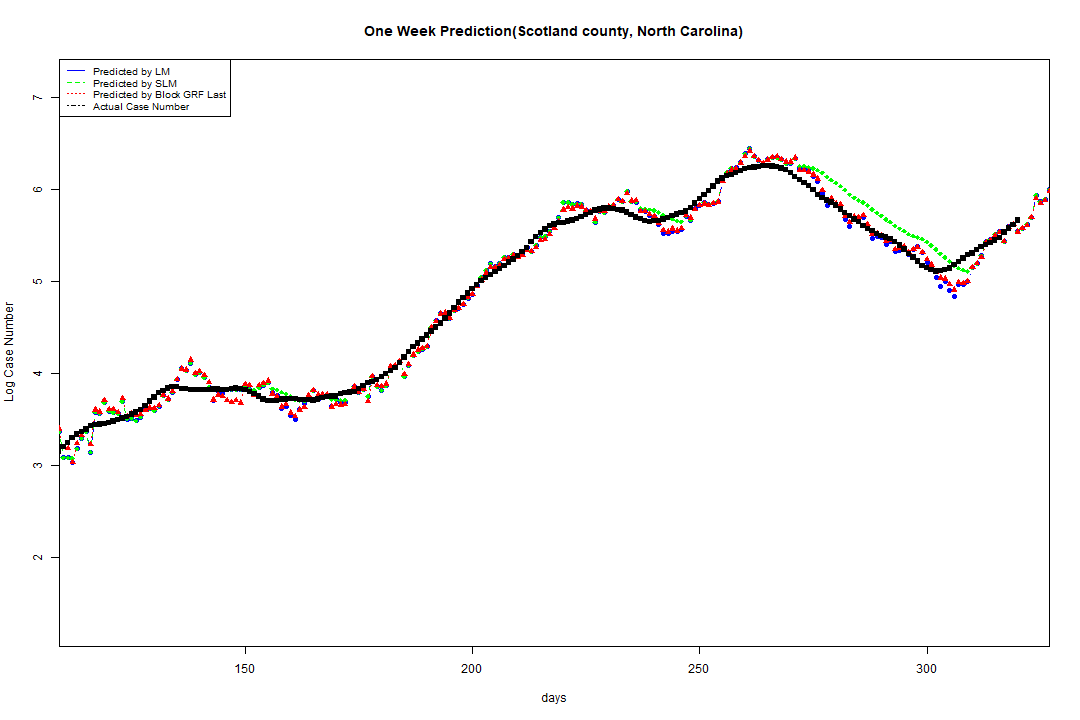 One Week Prediction(Scotland county, North Carolina)
Predicted by LM
Predicted by SLM
Predicted by Block GRF Last
Actual Case Number
7
6
5
4
3
2
Log Case Number
150 200 250 300
days